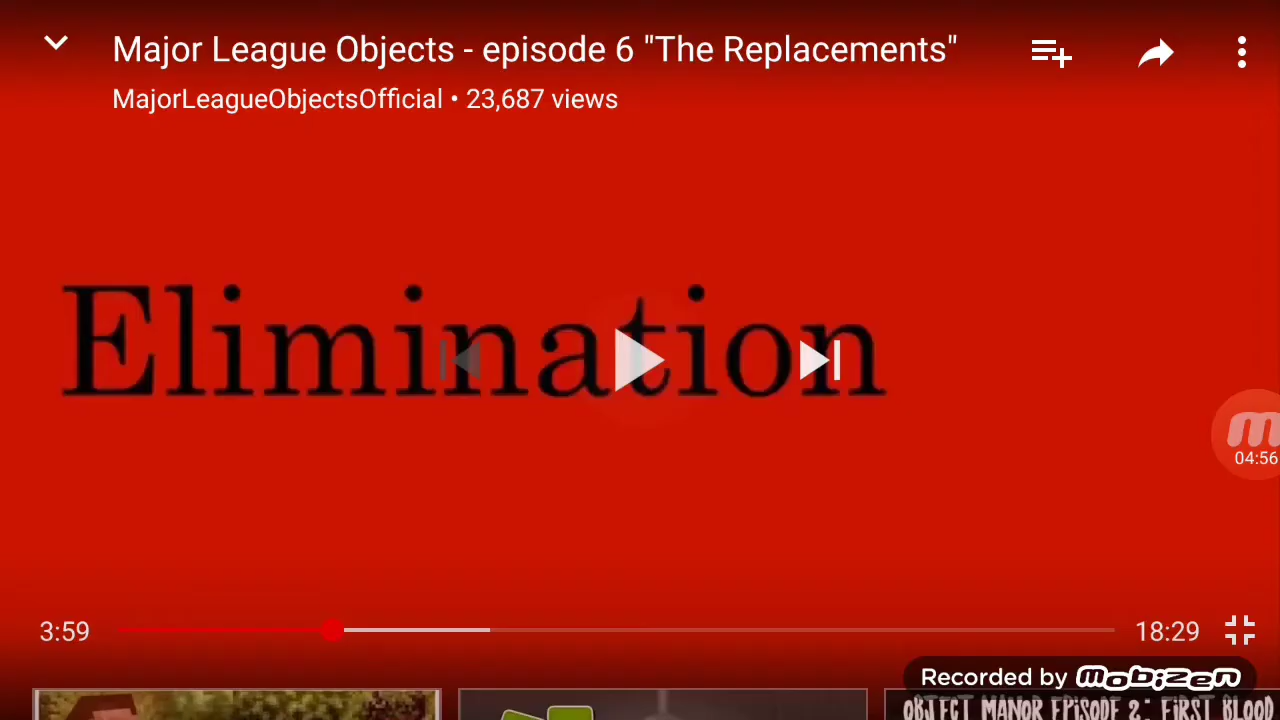 Major League Objects - episode 6 "The Replacements"
MajorLeagueObjectsOfficial • 23,687 views
Elimination
m
04:56
3:59
18:29
Recorded by mobizen
OBJECT MANOR EPISODE 2: FIRST BLOOD